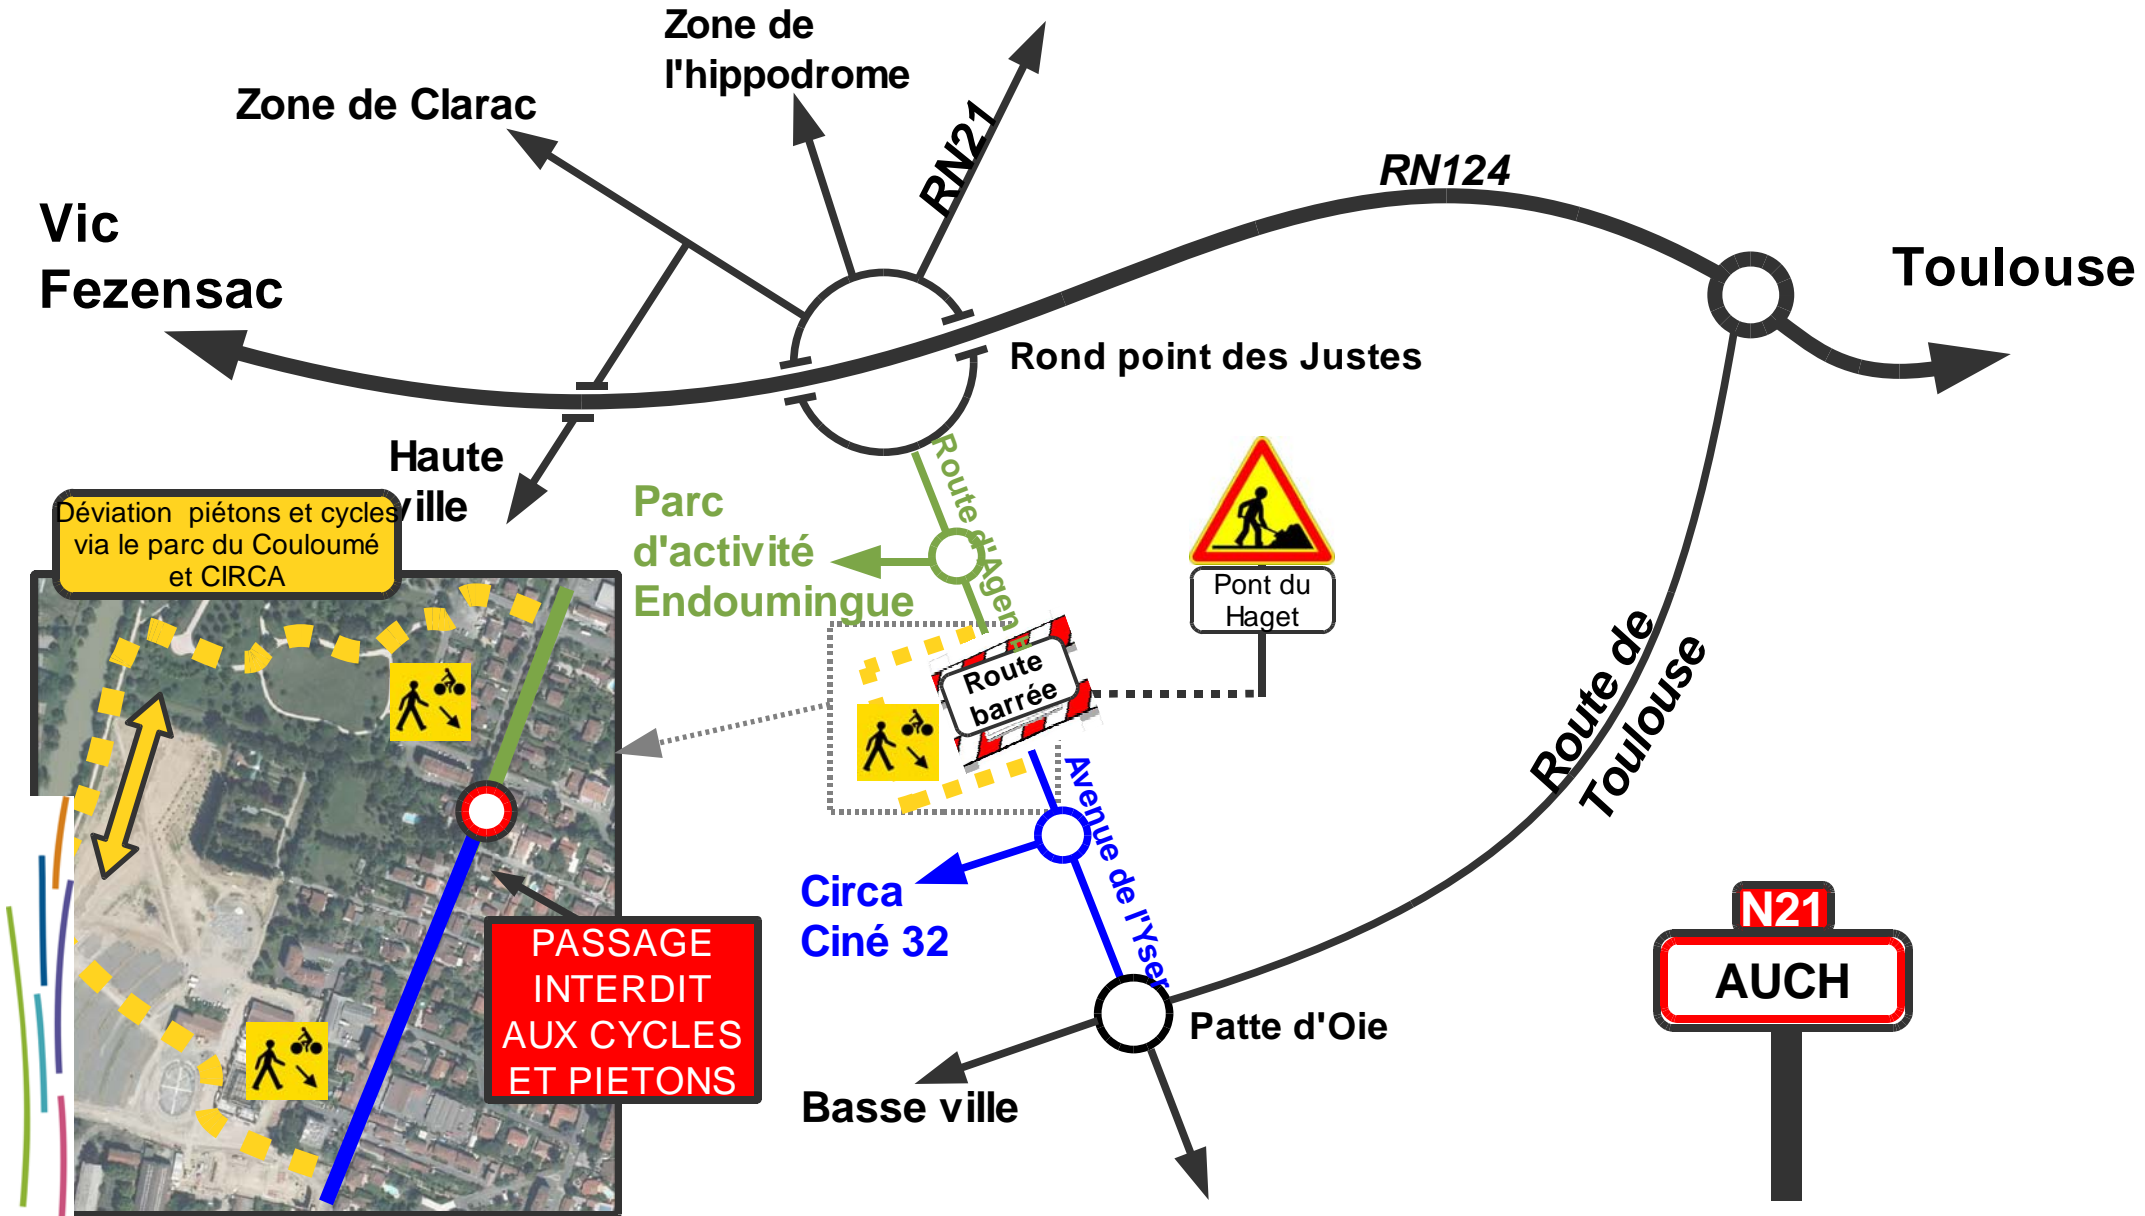 Zone de
l'hippodrome
Zone de Clarac
RN21
RN124
Vic
Fezensac
Toulouse
Rond point des Justes
Haute
ville
Route d'Agen
Parc
d'activité
Endoumingue
Déviation piétons et cycles
via le parc du Couloumé
et CIRCA
Pont du
Haget
Route
barrée
Route de
Toulouse
Avenue de l'Yser
Circa
Ciné 32
N21
AUCH
PASSAGE
INTERDIT
AUX CYCLES
ET PIETONS
Patte d'Oie
Basse ville